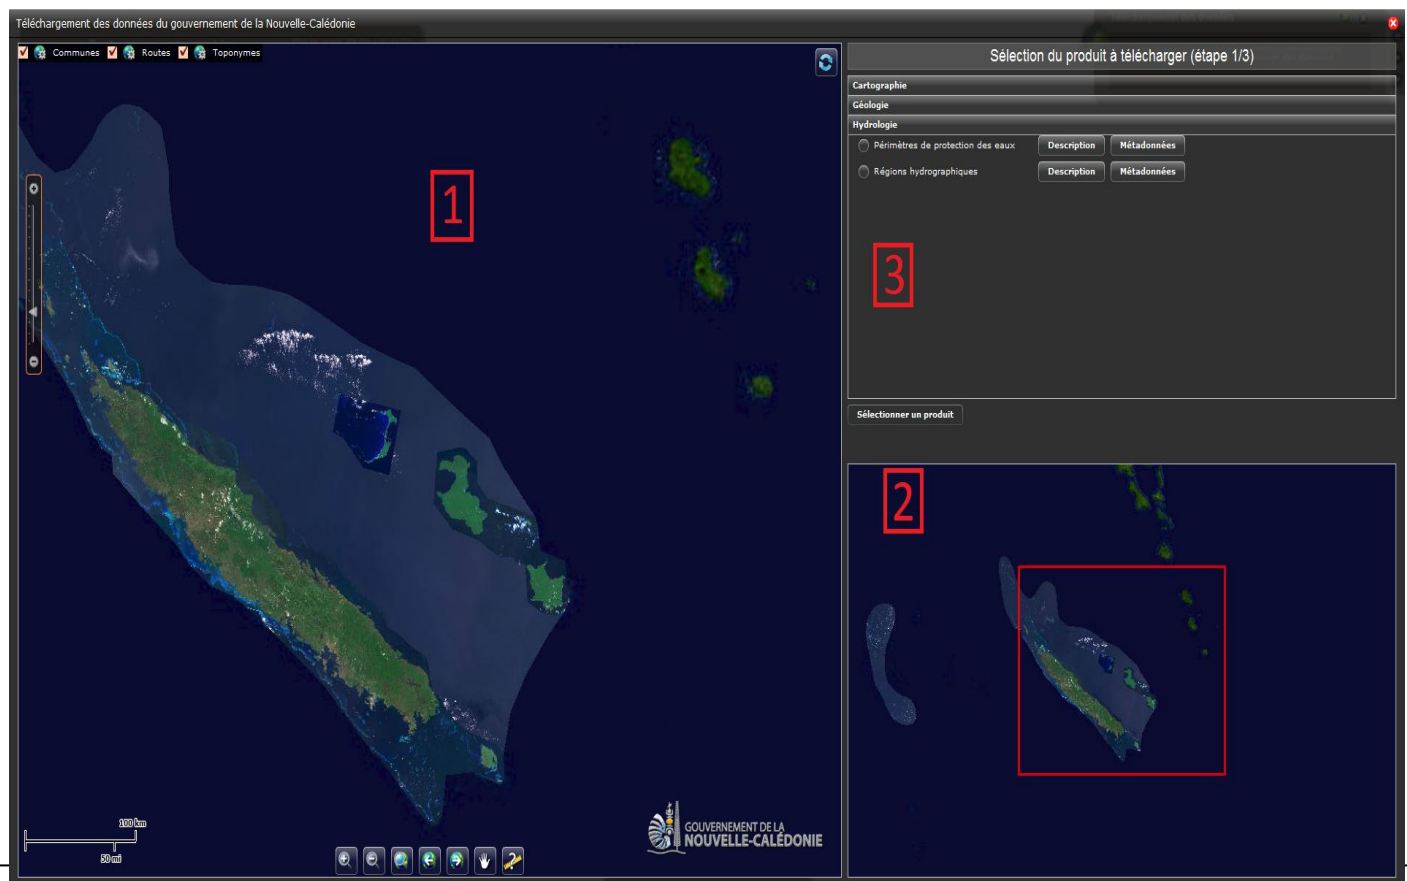 Téléchargement des données du gouvernement de la Nouvelle-Calédonie
Communes Routes Toponymes
1
100 km
50 mi
GOUVERNEMENT DE LA
NOUVELLE-CALÉDONIE
Sélection du produit à télécharger (étape 1/3)
Cartographie
Géologie
Hydrologie
Périmètres de protection des eaux Description Métadonnées
Régions hydrographiques Description Métadonnées
3
Sélectionner un produit
2